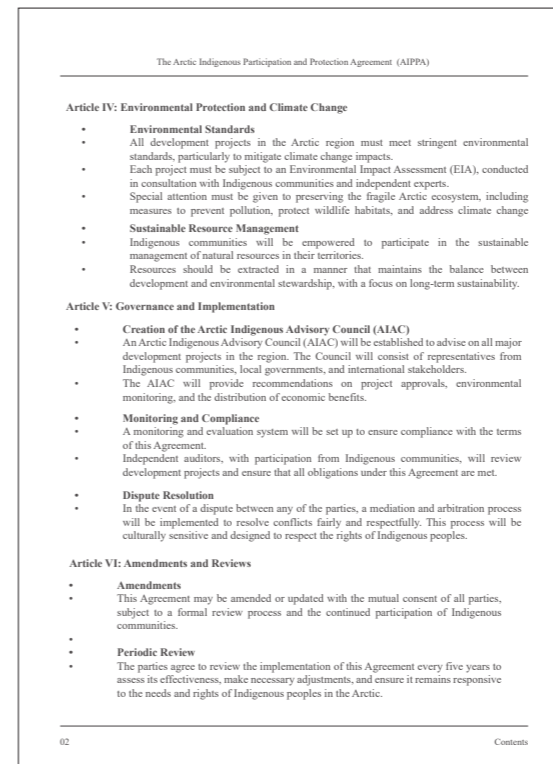 The Arctic Indigenous Participation and Protection Agreement (AIPPA)
Article IV: Environmental Protection and Climate Change
• Environmental Standards
• All development projects in the Arctic region must meet stringent environmental
standards, particularly to mitigate climate change impacts.
• Each project must be subject to an Environmental Impact Assessment (EIA), conducted
in consultation with Indigenous communities and independent experts.
• Special attention must be given to preserving the fragile Arctic ecosystem, including
measures to prevent pollution, protect wildlife habitats, and address climate change
• Sustainable Resource Management
• Indigenous communities will be empowered to participate in the sustainable
management of natural resources in their territories.
• Resources should be extracted in a manner that maintains the balance between
development and environmental stewardship, with a focus on long-term sustainability.
Article V: Governance and Implementation
• Creation of the Arctic Indigenous Advisory Council (AIAC)
• An Arctic Indigenous Advisory Council (AIAC) will be established to advise on all major
development projects in the region. The Council will consist of representatives from
Indigenous communities, local governments, and international stakeholders.
• The AIAC will provide recommendations on project approvals, environmental
monitoring, and the distribution of economic benefits.
• Monitoring and Compliance
• A monitoring and evaluation system will be set up to ensure compliance with the terms
of this Agreement.
• Independent auditors, with participation from Indigenous communities, will review
development projects and ensure that all obligations under this Agreement are met.
• Dispute Resolution
• In the event of a dispute between any of the parties, a mediation and arbitration process
will be implemented to resolve conflicts fairly and respectfully. This process will be
culturally sensitive and designed to respect the rights of Indigenous peoples.
Article VI: Amendments and Reviews
• Amendments
• This Agreement may be amended or updated with the mutual consent of all parties,
subject to a formal review process and the continued participation of Indigenous
communities.
•
• Periodic Review
• The parties agree to review the implementation of this Agreement every five years to
assess its effectiveness, make necessary adjustments, and ensure it remains responsive
to the needs and rights of Indigenous peoples in the Arctic.
02 Contents